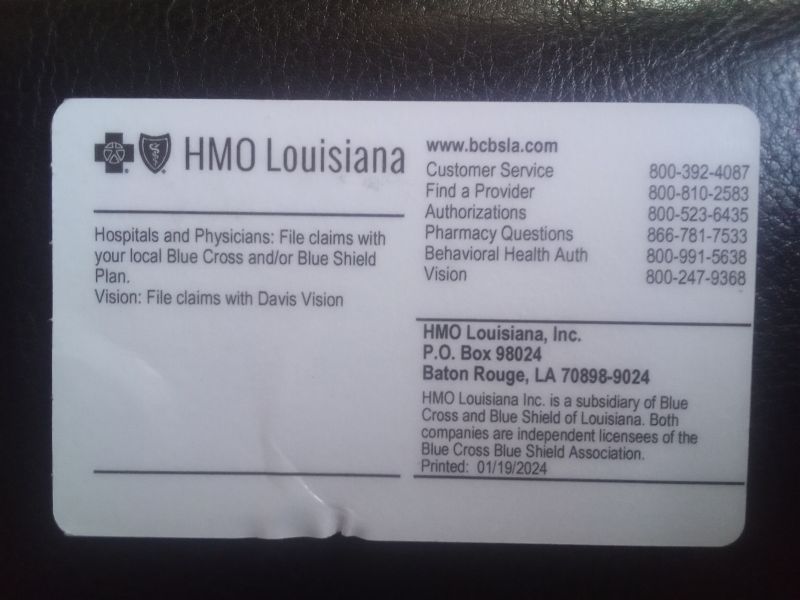 HMO Louisiana
Hospitals and Physicians: File claims with
your local Blue Cross and/or Blue Shield
Plan.
Vision: File claims with Davis Vision
www.bcbsla.com
Customer Service 800-392-4087
Find a Provider 800-810-2583
Authorizations 800-523-6435
Pharmacy Questions 866-781-7533
Behavioral Health Auth 800-991-5638
Vision 800-247-9368
HMO Louisiana, Inc.
P.O. Box 98024
Baton Rouge, LA 70898-9024
HMO Louisiana Inc. is a subsidiary of Blue
Cross and Blue Shield of Louisiana. Both
companies are independent licensees of the
Blue Cross Blue Shield Association.
Printed: 01/19/2024